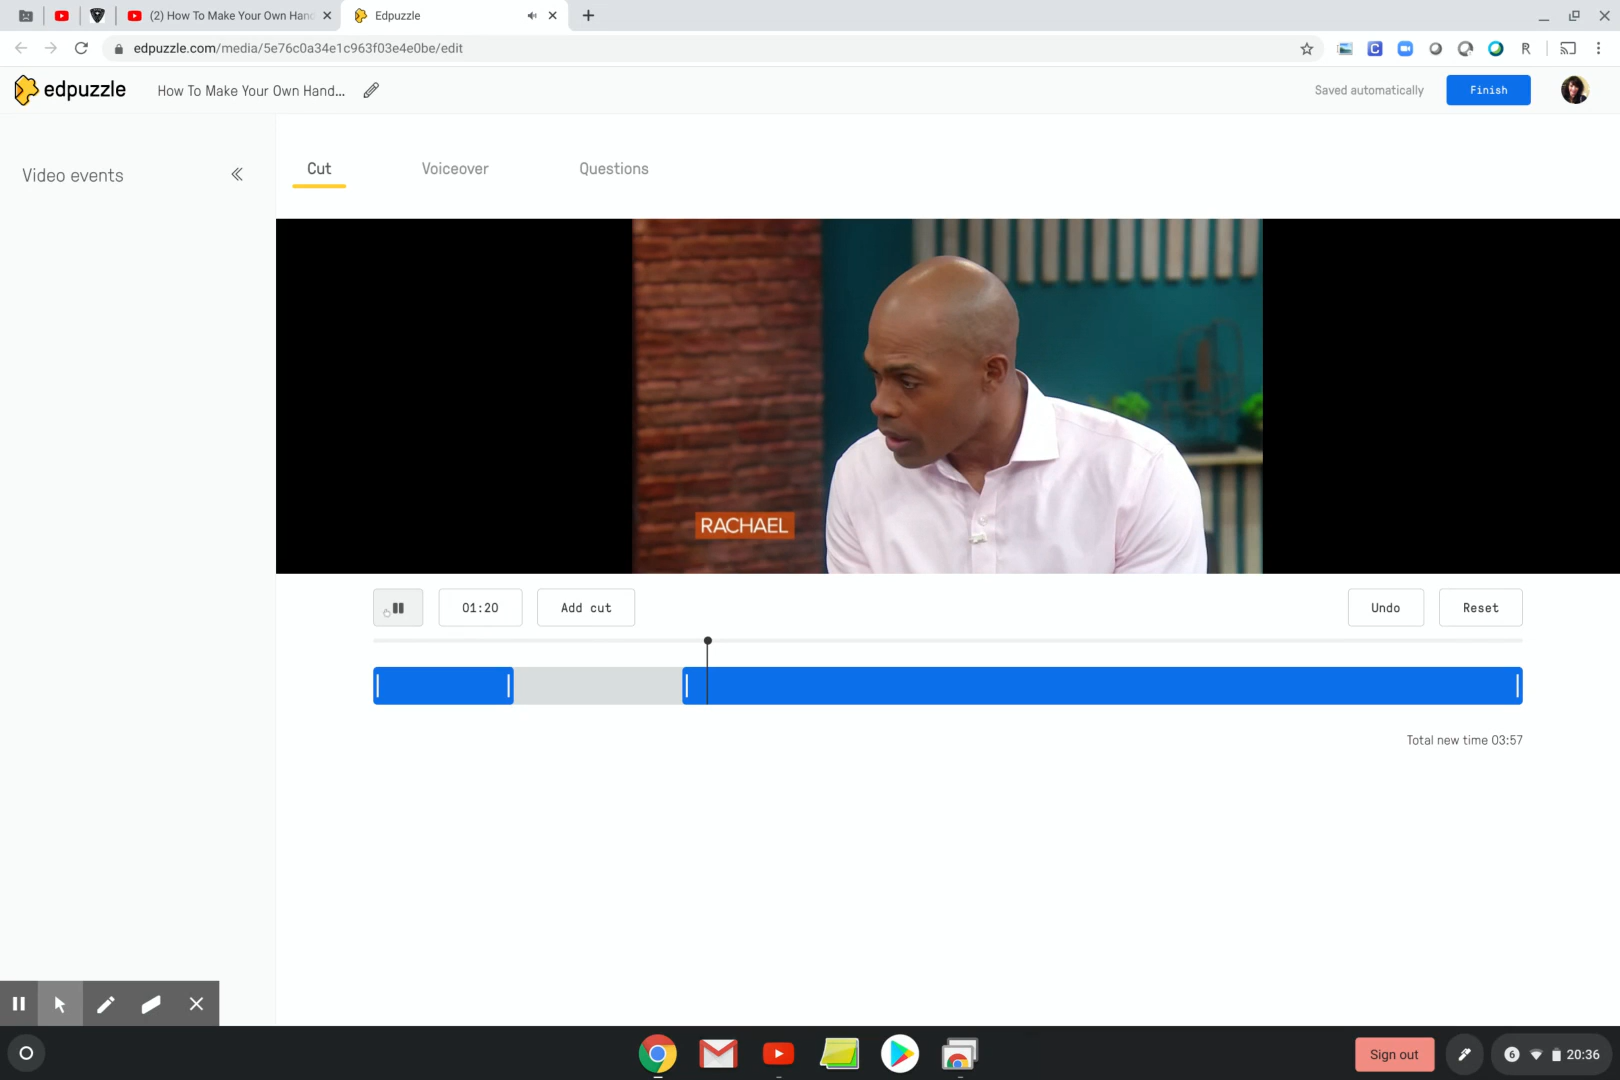 (2) How To Make Your Own Han
Edpuzzle
edpuzzle.com/media/5e76c0a34e1c963f03e4e0be/edit
edpuzzle
How To Make Your Own Hand...
Saved automatically
Finish
Video events
Cut
Voiceover
Questions
RACHAEL
01:20
Add cut
Undo
Reset
Total new time 03:57
Sign out
6
20:36